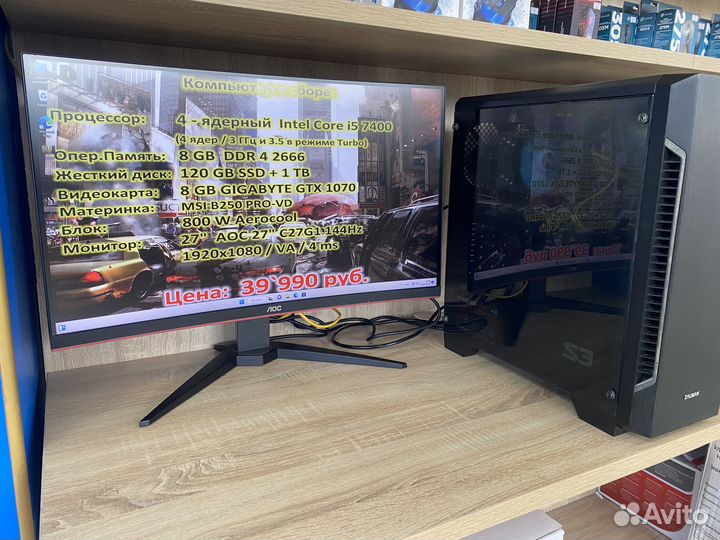 Компьютер в сборе:
Процессор: 4 – ядерный Intel Core i5 7400
(4 ядер / 3 ГГц и 3.5 в режиме Turbo)
Опер.Память: 8 GB DDR 4 2666
Жесткий диск: 120 GB SSD + 1 TB
Видеокарта: 8 GB GIGABYTE GTX 1070
Материнка: MSI B250 PRO-VD
Блок: 800 W Aerocool
Монитор: 27" AOC 27" C27G1 144Hz
1920x1080 / VA / 4 ms
Цена: 39`990 руб.
AOC
S3
ZALMAN
Avito